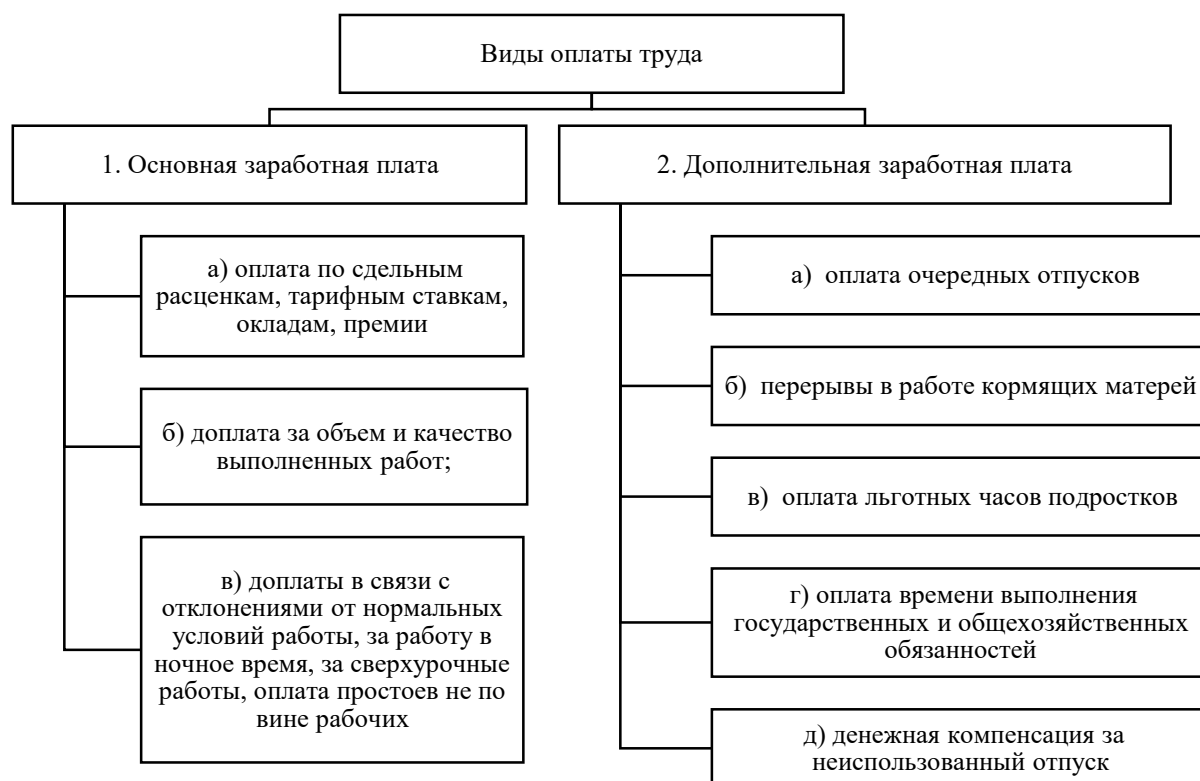 Виды оплаты труда
1. Основная заработная плата
а) оплата по сдельным
расценкам, тарифным ставкам,
окладам, премии
б) доплата за объем и качество
выполненных работ;
в) доплаты в связи с
отклонениями от нормальных
условий работы, за работу в
ночное время, за сверхурочные
работы, оплата простоев не по
вине рабочих
2. Дополнительная заработная плата
а) оплата очередных отпусков
б) перерывы в работе кормящих матерей
в) оплата льготных часов подростков
г) оплата времени выполнения
государственных и общехозяйственных
обязанностей
д) денежная компенсация за
неиспользованный отпуск